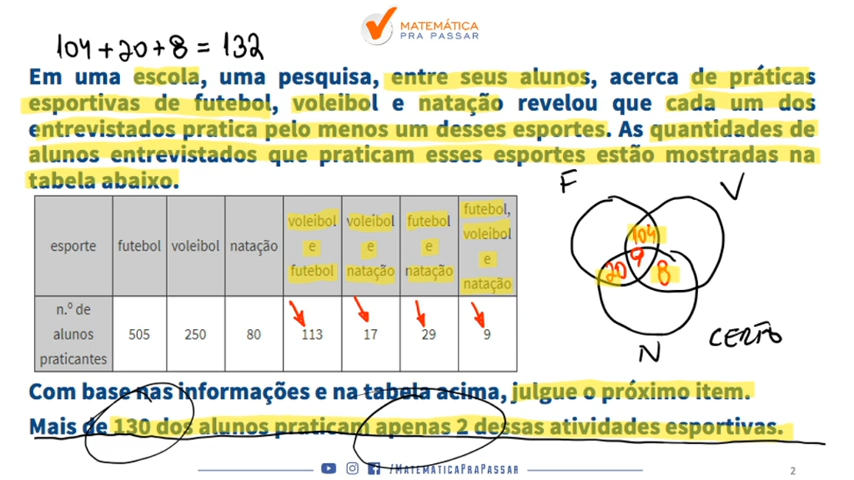 MATEMÁTICA
PRA PASSAR
104 + 20 + 8 = 132
Em uma escola, uma pesquisa, entre seus alunos, acerca de práticas
esportivas de futebol, voleibol e natação revelou que cada um dos
entrevistados pratica pelo menos um desses esportes. As quantidades de
alunos entrevistados que praticam esses esportes estão mostradas na
tabela abaixo.
esporte futebol voleibol natação voleibol e futebol voleibol e natação futebol e natação futebol, voleibol e natação
n.º de alunos praticantes 505 250 80 113 17 29 9
F
V
104
9
20
8
N
CERTO
Com base nas informações e na tabela acima, julgue o próximo item.
Mais de 130 dos alunos praticam apenas 2 dessas atividades esportivas.
/MatemáticaPraPassar
2